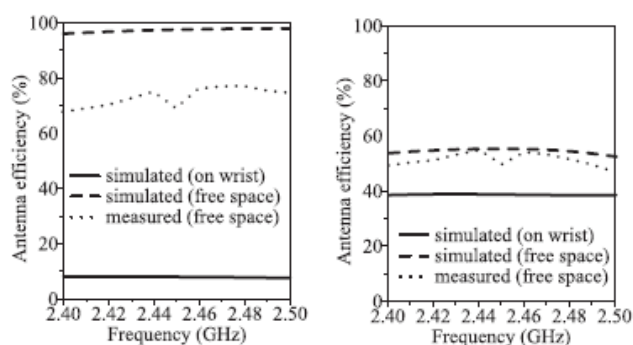 100
80
60
40
20
0
Antenna efficiency (%)
simulated (on wrist)
simulated (free space)
measured (free space)
2.40 2.42 2.44 2.46 2.48 2.50
Frequency (GHz)
100
80
60
40
20
0
Antenna efficiency (%)
simulated (on wrist)
simulated (free space)
measured (free space)
2.40 2.42 2.44 2.46 2.48 2.50
Frequency (GHz)